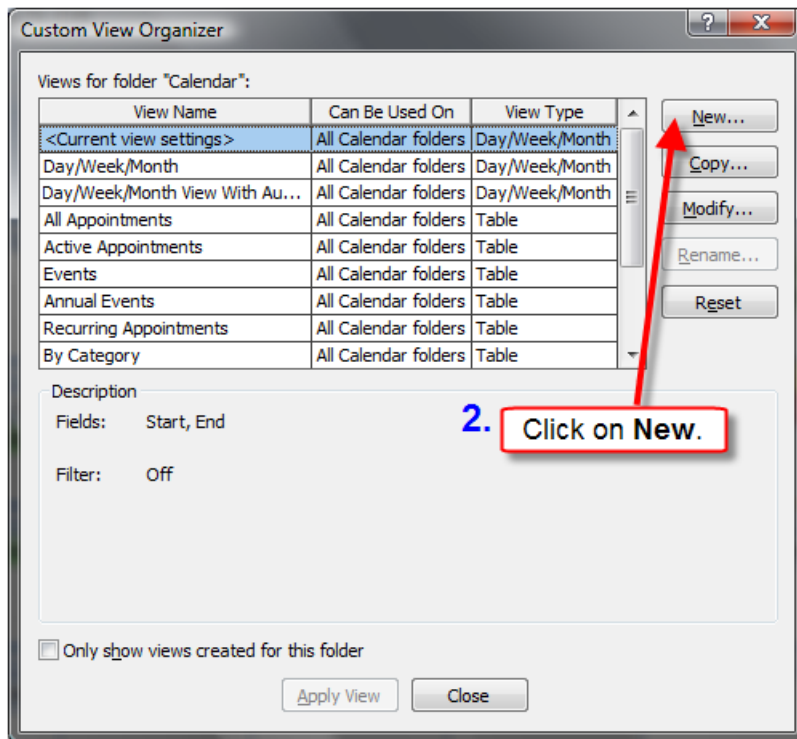 Custom View Organizer
?
X
Views for folder "Calendar":
View Name Can Be Used On View Type
<Current view settings> All Calendar folders Day/Week/Month
Day/Week/Month All Calendar folders Day/Week/Month
Day/Week/Month View With Au... All Calendar folders Day/Week/Month
All Appointments All Calendar folders Table
Active Appointments All Calendar folders Table
Events All Calendar folders Table
Annual Events All Calendar folders Table
Recurring Appointments All Calendar folders Table
By Category All Calendar folders Table
New...
Copy...
Modify...
Rename...
Reset
Description
Fields: Start, End
Filter: Off
2. Click on New.
Only show views created for this folder
Apply View Close